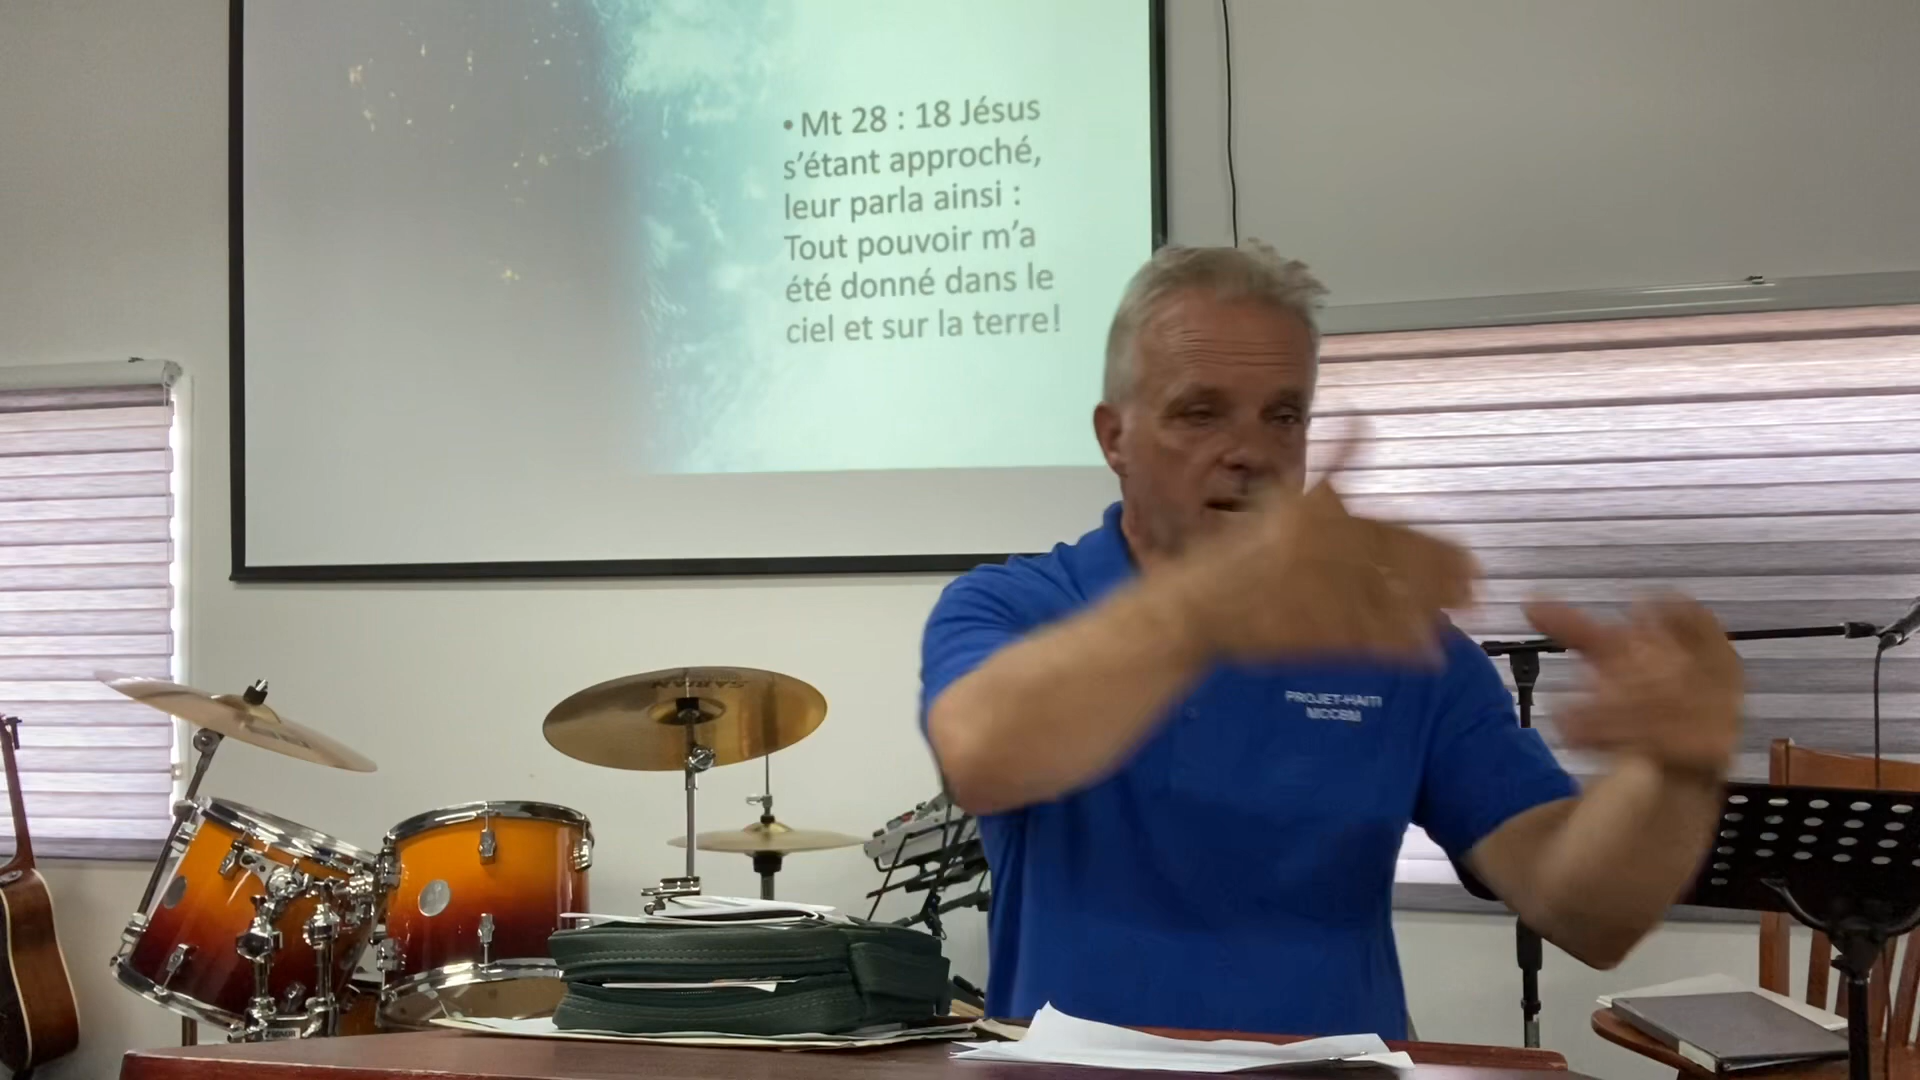 • Mt 28 : 18 Jésus
s’étant approché,
leur parla ainsi :
Tout pouvoir m’a
été donné dans le
ciel et sur la terre!
SABIAN
PROJET-HAITI
SONOR